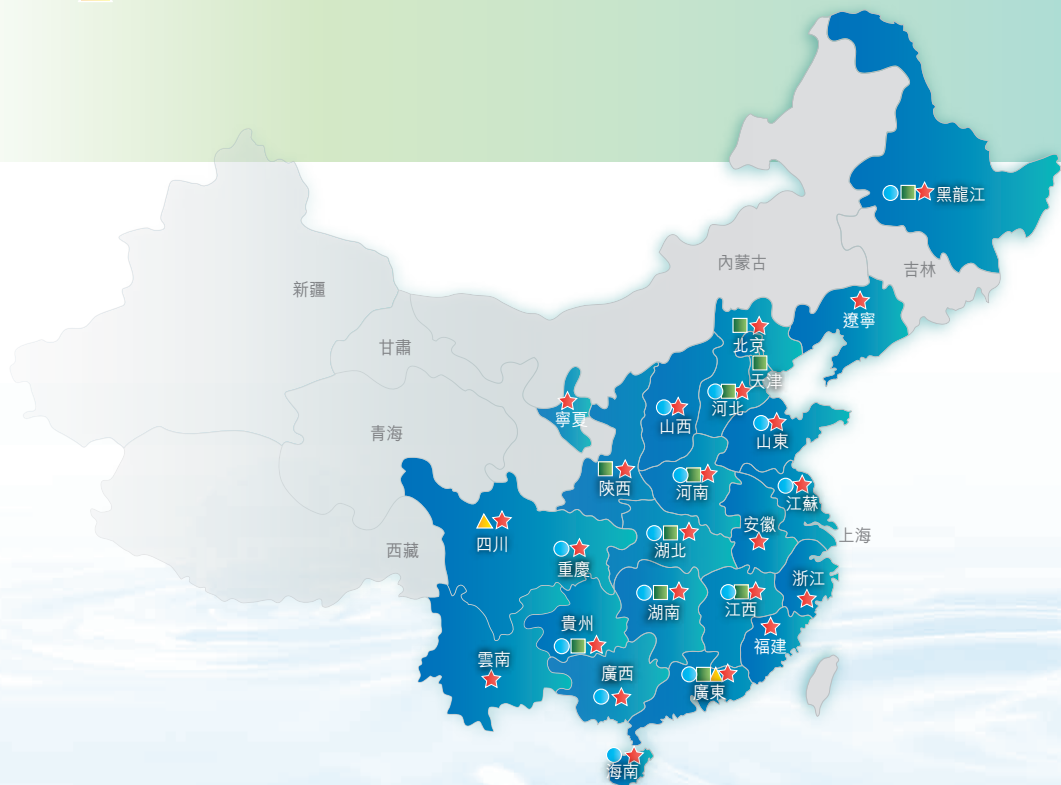 黑龍江
內蒙古
吉林
新疆
遼寧
北京
甘肅
天津
寧夏
河北
山西
青海
山東
陝西
河南
江蘇
安徽
四川
上海
西藏
湖北
重慶
浙江
湖南
江西
貴州
福建
雲南
廣西
廣東
海南